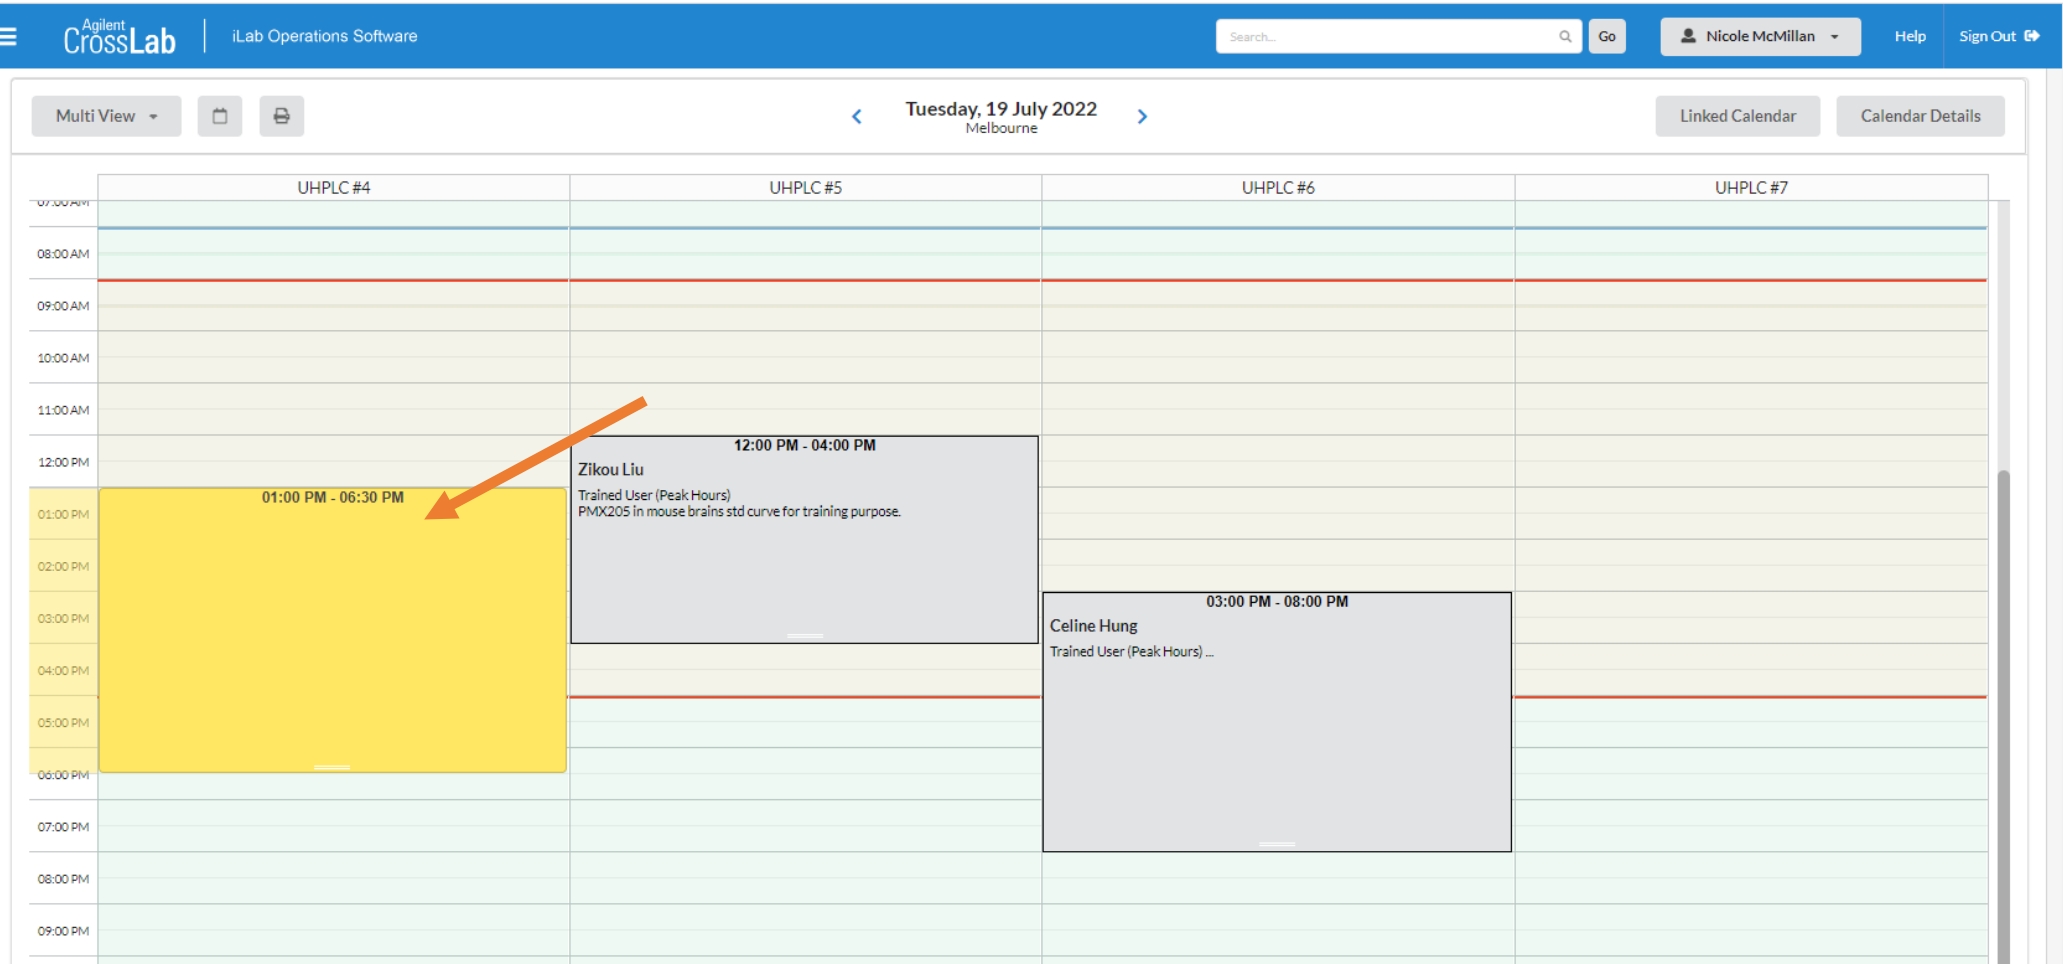 Agilent
CrossLab
iLab Operations Software
Search...
Go
Nicole McMillan
Help
Sign Out
Multi View
Tuesday, 19 July 2022
Melbourne
Linked Calendar
Calendar Details
UHPLC #4
UHPLC #5
UHPLC #6
UHPLC #7
07:00 AM
08:00 AM
09:00 AM
10:00 AM
11:00 AM
12:00 PM
01:00 PM
02:00 PM
03:00 PM
04:00 PM
05:00 PM
06:00 PM
07:00 PM
08:00 PM
09:00 PM
01:00 PM - 06:30 PM
12:00 PM - 04:00 PM
Zikou Liu
Trained User (Peak Hours)
PMX205 in mouse brains std curve for training purpose.
03:00 PM - 08:00 PM
Celine Hung
Trained User (Peak Hours) ...